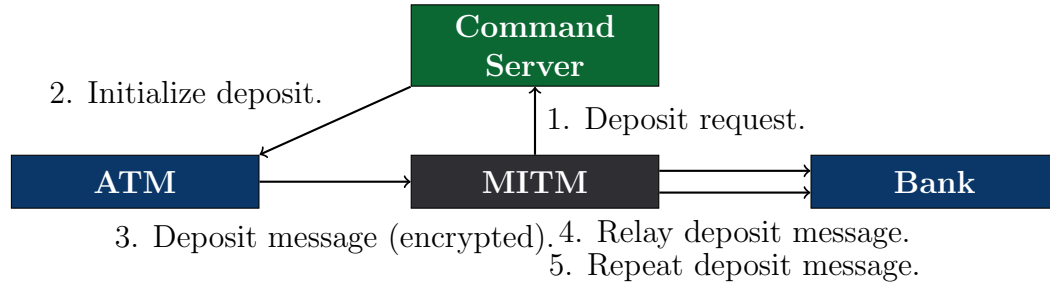 Command
Server
2. Initialize deposit.
1. Deposit request.
ATM
MITM
Bank
3. Deposit message (encrypted).
4. Relay deposit message.
5. Repeat deposit message.